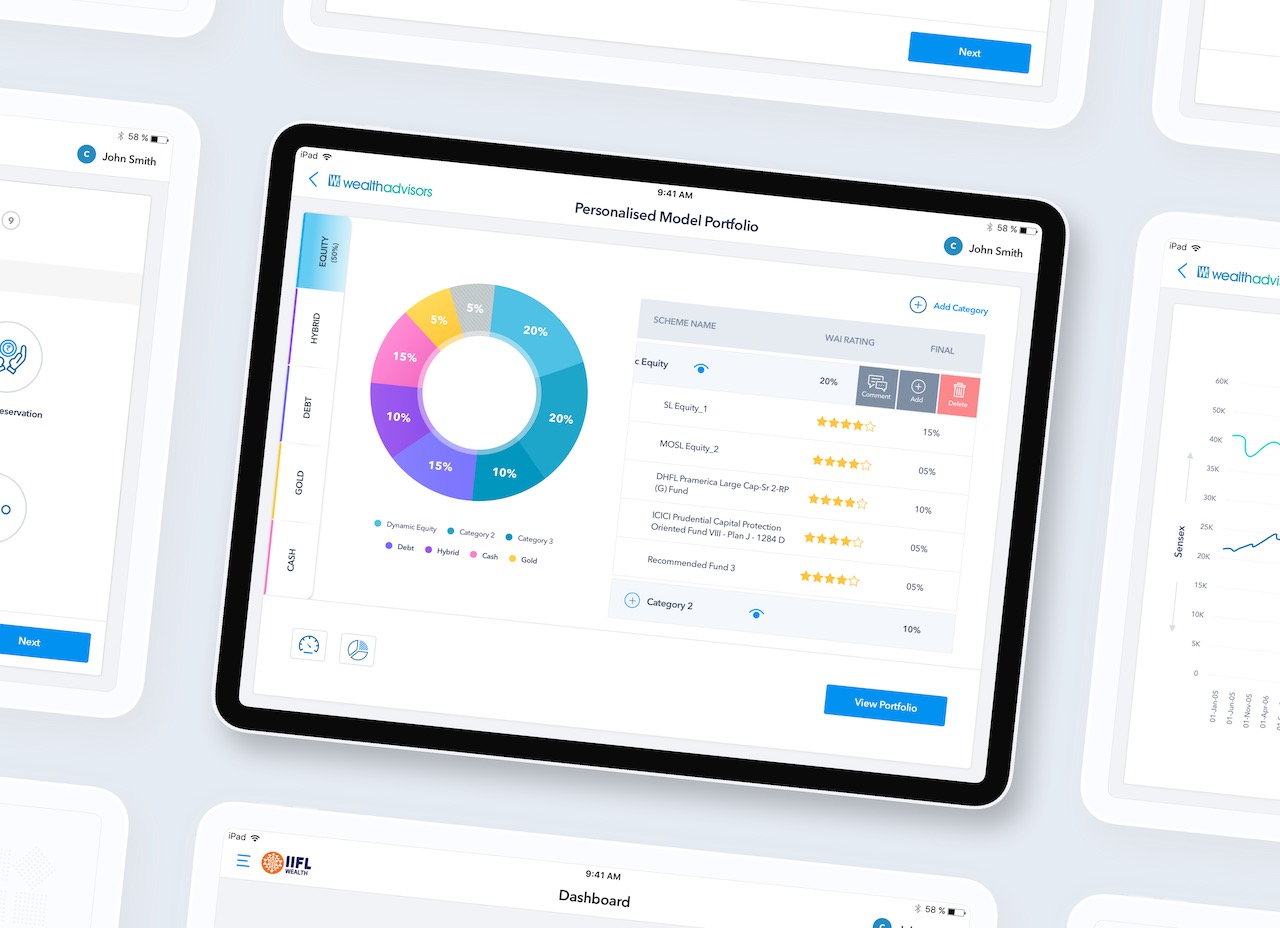 Next
58 %
C
John Smith
9
eservation
Next
iPad
9:41 AM
58 %
W
wealthadvisors
Personalised Model Portfolio
C
John Smith
EQUITY
(50%)
HYBRID
DEBT
GOLD
CASH
5%
5%
20%
15%
10%
20%
15%
10%
Dynamic Equity
Category 2
Category 3
Debt
Hybrid
Cash
Gold
Add Category
SCHEME NAME
WAI RATING
FINAL
c Equity
20%
Comment
Add
Delete
SL Equity_1
15%
MOSL Equity_2
05%
DHFL Pramerica Large Cap-Sr 2-RP
(G) Fund
10%
ICICI Prudential Capital Protection
Oriented Fund VIII - Plan J - 1284 D
05%
Recommended Fund 3
05%
Category 2
10%
View Portfolio
iPad
wealthadvi
60K
50K
40K
35K
30K
25K
20K
15K
10K
5K
0
Sensex
01-Jan-05
01-Jun-05
01-Nov-05
01-Apr-06
iPad
9:41 AM
58 %
IIFL
WEALTH
Dashboard